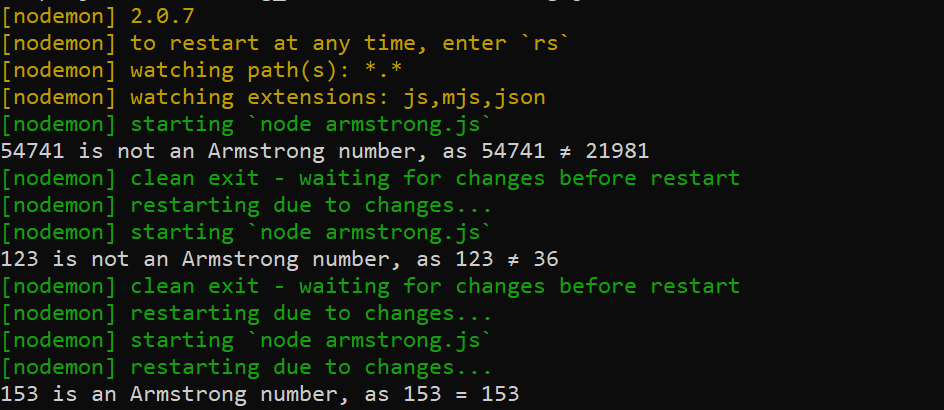 [nodemon] 2.0.7
[nodemon] to restart at any time, enter `rs`
[nodemon] watching path(s): *.*
[nodemon] watching extensions: js,mjs,json
[nodemon] starting `node armstrong.js`
54741 is not an Armstrong number, as 54741 ≠ 21981
[nodemon] clean exit - waiting for changes before restart
[nodemon] restarting due to changes...
[nodemon] starting `node armstrong.js`
123 is not an Armstrong number, as 123 ≠ 36
[nodemon] clean exit - waiting for changes before restart
[nodemon] restarting due to changes...
[nodemon] starting `node armstrong.js`
[nodemon] restarting due to changes...
153 is an Armstrong number, as 153 = 153